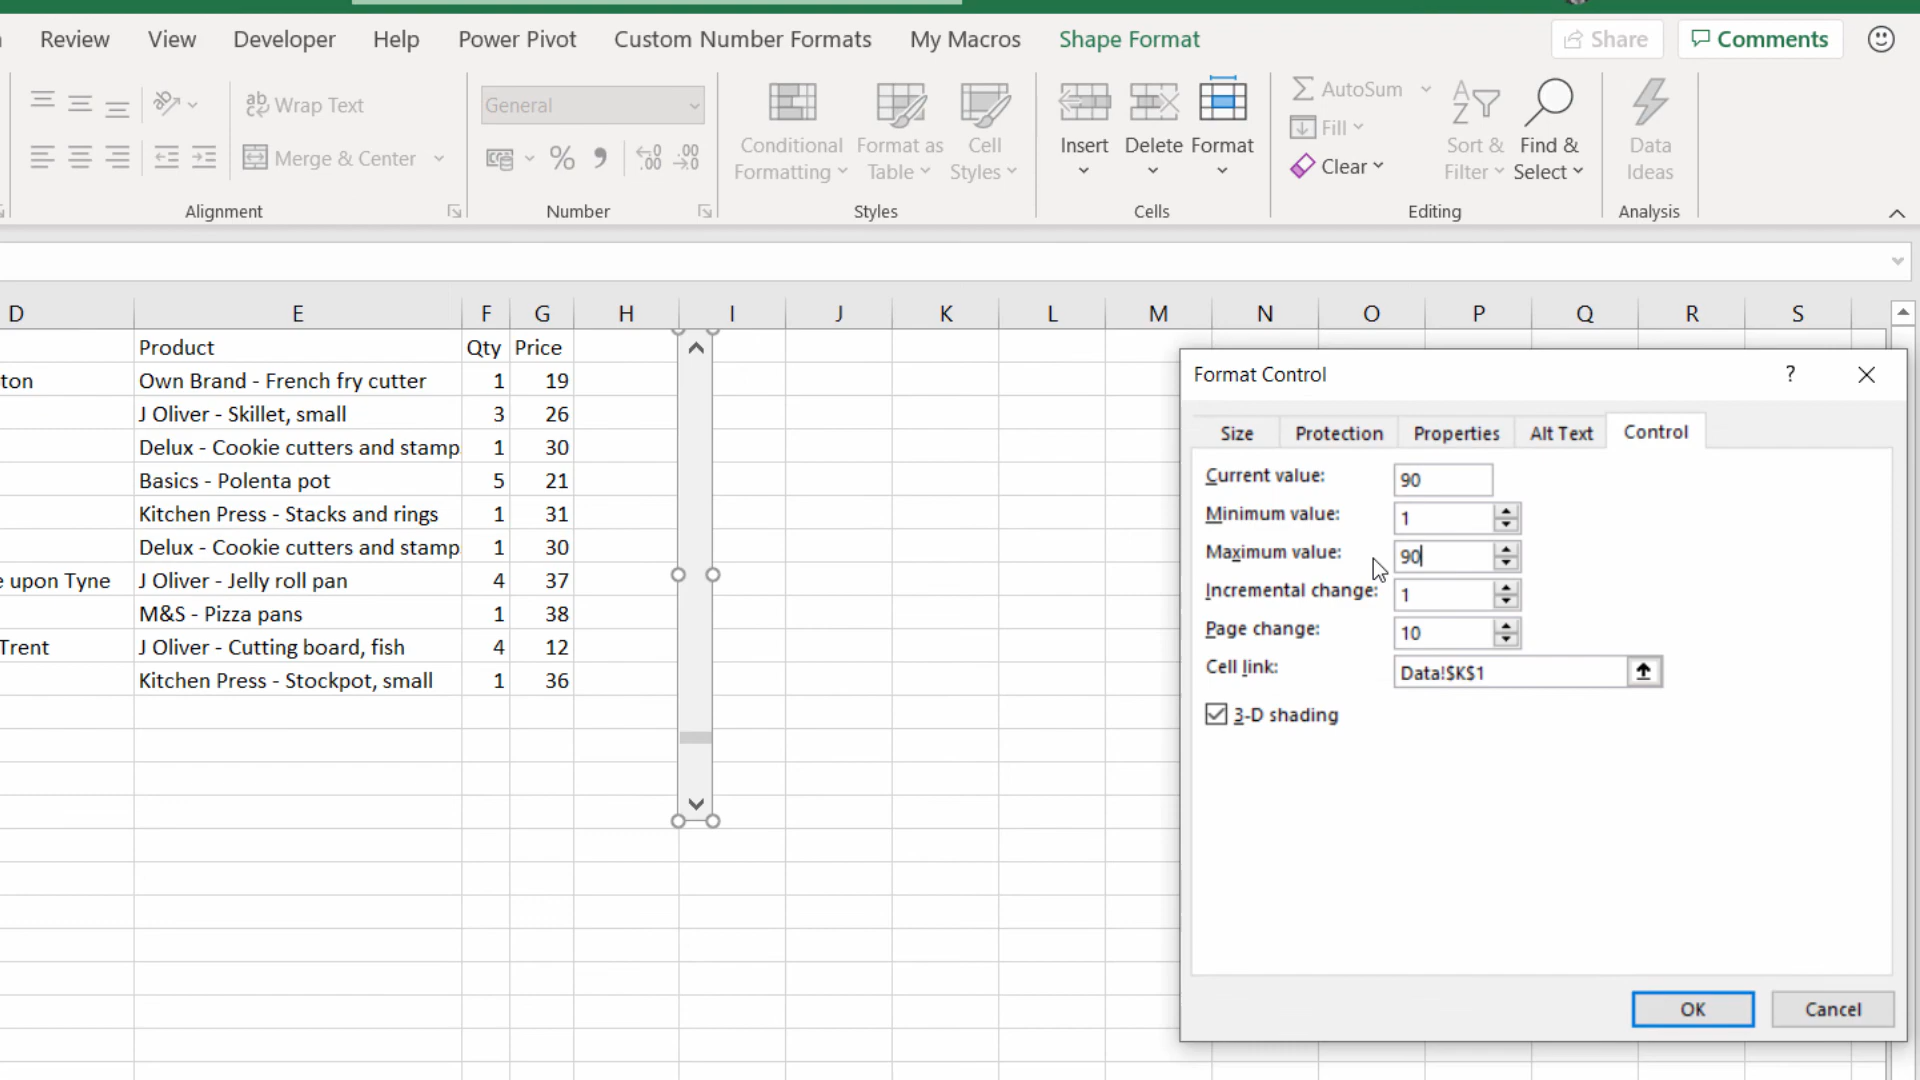 Review View Developer Help Power Pivot Custom Number Formats My Macros Shape Format Share Comments
ab Wrap Text General Σ AutoSum
Conditional Format as Cell Insert Delete Format Fill Sort & Find & Data
Merge & Center % Formatting Table Styles Clear Filter Select Ideas
Alignment Number Styles Cells Editing Analysis
D E F G H I J K L M N O P Q R S
Product Qty Price
ton Own Brand - French fry cutter 1 19
J Oliver - Skillet, small 3 26
Delux - Cookie cutters and stamp 1 30
Basics - Polenta pot 5 21
Kitchen Press - Stacks and rings 1 31
Delux - Cookie cutters and stamp 1 30
e upon Tyne J Oliver - Jelly roll pan 4 37
M&S - Pizza pans 1 38
Trent J Oliver - Cutting board, fish 4 12
Kitchen Press - Stockpot, small 1 36
Format Control ?
Size Protection Properties Alt Text Control
Current value: 90
Minimum value: 1
Maximum value: 90
Incremental change: 1
Page change: 10
Cell link: Data!$K$1
3-D shading
OK Cancel